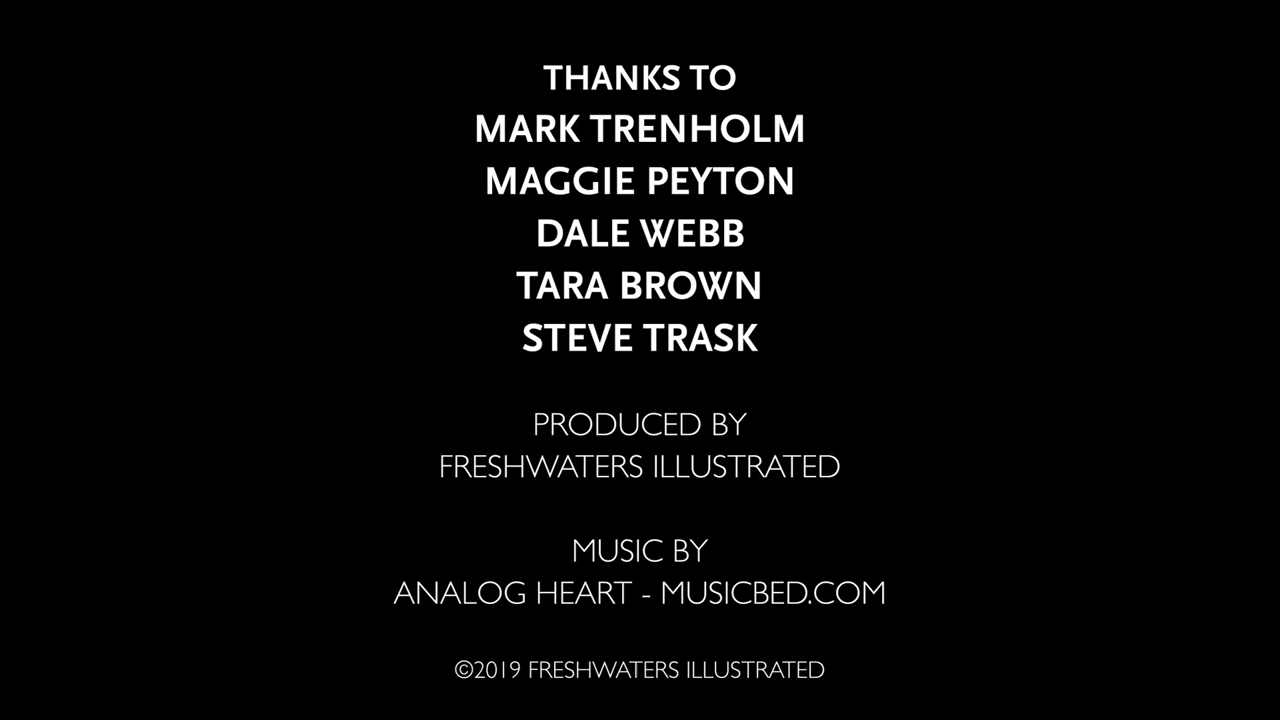 THANKS TO
MARK TRENHOLM
MAGGIE PEYTON
DALE WEBB
TARA BROWN
STEVE TRASK
PRODUCED BY
FRESHWATERS ILLUSTRATED
MUSIC BY
ANALOG HEART - MUSICBED.COM
©2019 FRESHWATERS ILLUSTRATED